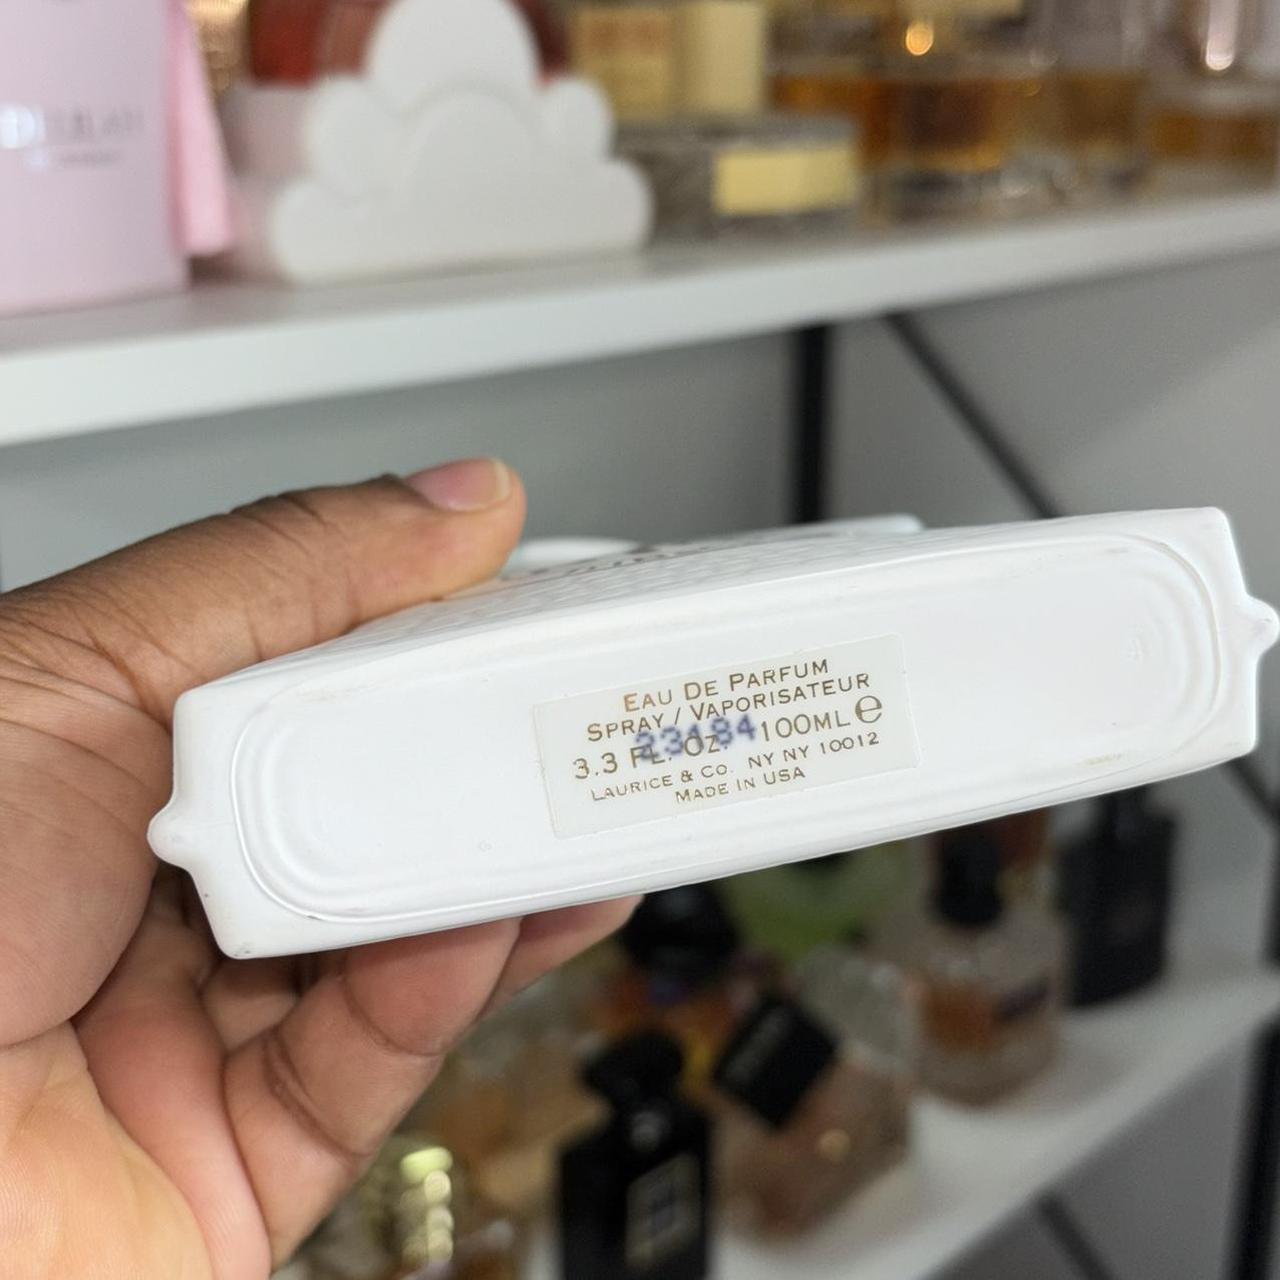 EAU DE PARFUM
SPRAY / VAPORISATEUR
3.3 FL. OZ. 100ML ℮
23184
LAURICE & CO. NY NY 10012
MADE IN USA